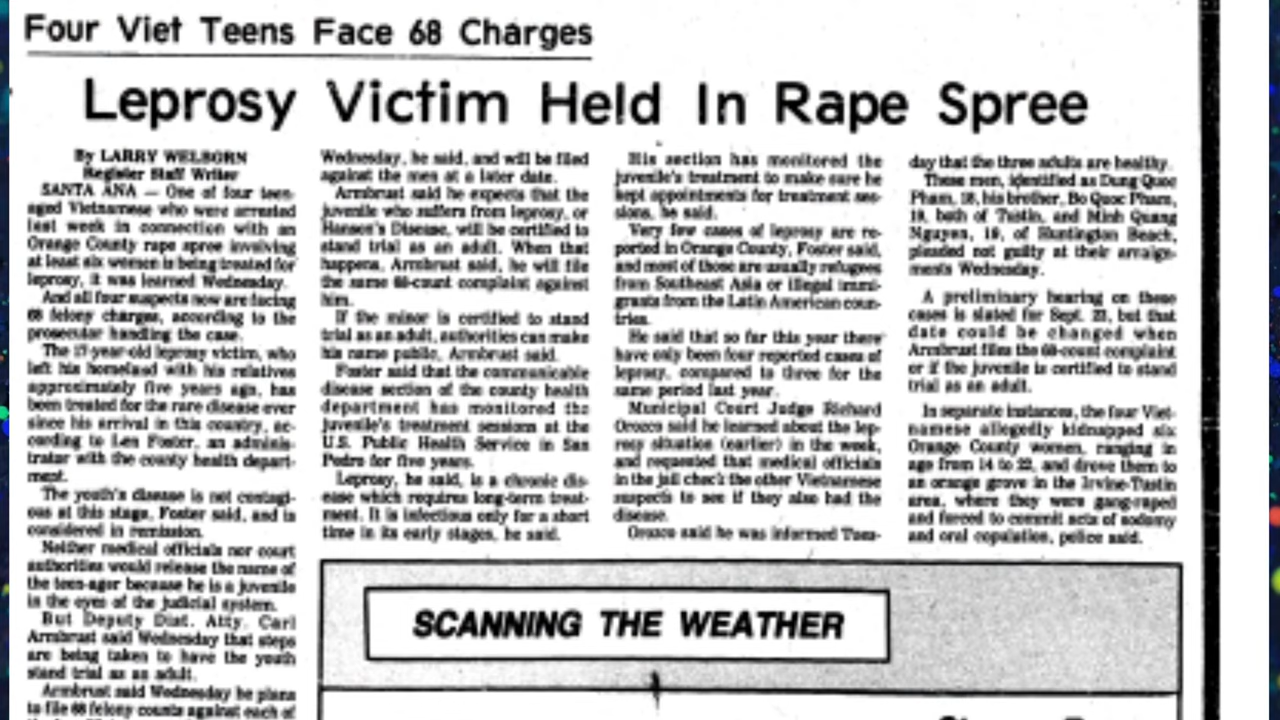 Four Viet Teens Face 68 Charges
Leprosy Victim Held In Rape Spree
By LARRY WELBORN
Register Staff Writer
SANTA ANA — One of four teen-
aged Vietnamese who were arrested
last week in connection with an
Orange County rape spree involving
at least six women is being treated for
leprosy, it was learned Wednesday.
And all four suspects now are facing
68 felony charges, according to the
prosecutor handling the case.
The 17-year-old leprosy victim, who
left his homeland with his relatives
approximately five years ago, has
been treated for the rare disease ever
since his arrival in this country, ac-
cording to Len Foster, an adminis-
trator with the county health depart-
ment.
The youth's disease is not contagi-
ous at this stage, Foster said, and is
considered in remission.
Neither medical officials nor court
authorities would release the name of
the teen-ager because he is a juvenile
in the eyes of the judicial system.
But Deputy Dist. Atty. Carl
Armbrust said Wednesday that steps
are being taken to have the youth
stand trial as an adult.
Armbrust said Wednesday he plans
to file 68 felony counts against each of
Wednesday, he said, and will be filed
against the men at a later date.
Armbrust said he expects that the
juvenile who suffers from leprosy, or
Hansen's Disease, will be certified to
stand trial as an adult. When that
happens, Armbrust said, he will file
the same 68-count complaint against
him.
If the minor is certified to stand
trial as an adult, authorities can make
his name public, Armbrust said.
Foster said that the communicable
disease section of the county health
department has monitored the
juvenile's treatment sessions at the
U.S. Public Health Service in San
Pedro for five years.
Leprosy, he said, is a chronic dis-
ease which requires long-term treat-
ment. It is infectious only for a short
time in its early stages, he said.
His section has monitored the
juvenile's treatment to make sure he
kept appointments for treatment ses-
sions, he said.
Very few cases of leprosy are re-
ported in Orange County, Foster said,
and most of those are usually refugees
from Southeast Asia or illegal immi-
grants from the Latin American coun-
tries.
He said that so far this year there
have only been four reported cases of
leprosy, compared to three for the
same period last year.
Municipal Court Judge Richard
Orozco said he learned about the lep-
rosy situation (earlier) in the week,
and requested that medical officials
in the jail check the other Vietnamese
suspects to see if they also had the
disease.
Orozco said he was informed Tues-
day that the three adults are healthy.
These men, identified as Dung Quoc
Pham, 18, his brother, Bo Quoc Pham,
19, both of Tustin, and Minh Quang
Nguyen, 19, of Huntington Beach,
pleaded not guilty at their arraign-
ments Wednesday.
A preliminary hearing on these
cases is slated for Sept. 23, but that
date could be changed when
Armbrust files the 68-count complaint
or if the juvenile is certified to stand
trial as an adult.
In separate instances, the four Viet-
namese allegedly kidnapped six
Orange County women, ranging in
age from 14 to 22, and drove them to
an orange grove in the Irvine-Tustin
area, where they were gang-raped
and forced to commit acts of sodomy
and oral copulation, police said.
SCANNING THE WEATHER